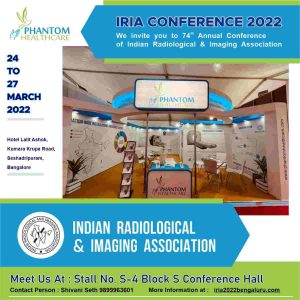 PHANTOM
HEALTHCARE
IRIA CONFERENCE 2022
We invite you to 74th Annual Conference
of Indian Radiological & Imaging Association
24
TO
27
MARCH
2022
Hotel Lalit Ashok,
Kumara Krupa Road,
Seshadripuram,
Bangalore
PHANTOM
PHANTOM
INDIAN RADIOLOGICAL
& IMAGING ASSOCIATION
Meet Us At : Stall No. S-4 Block S Conference Hall
Contact Person : Shivani Seth 9899963601
More Information at : iria2022bengaluru.com